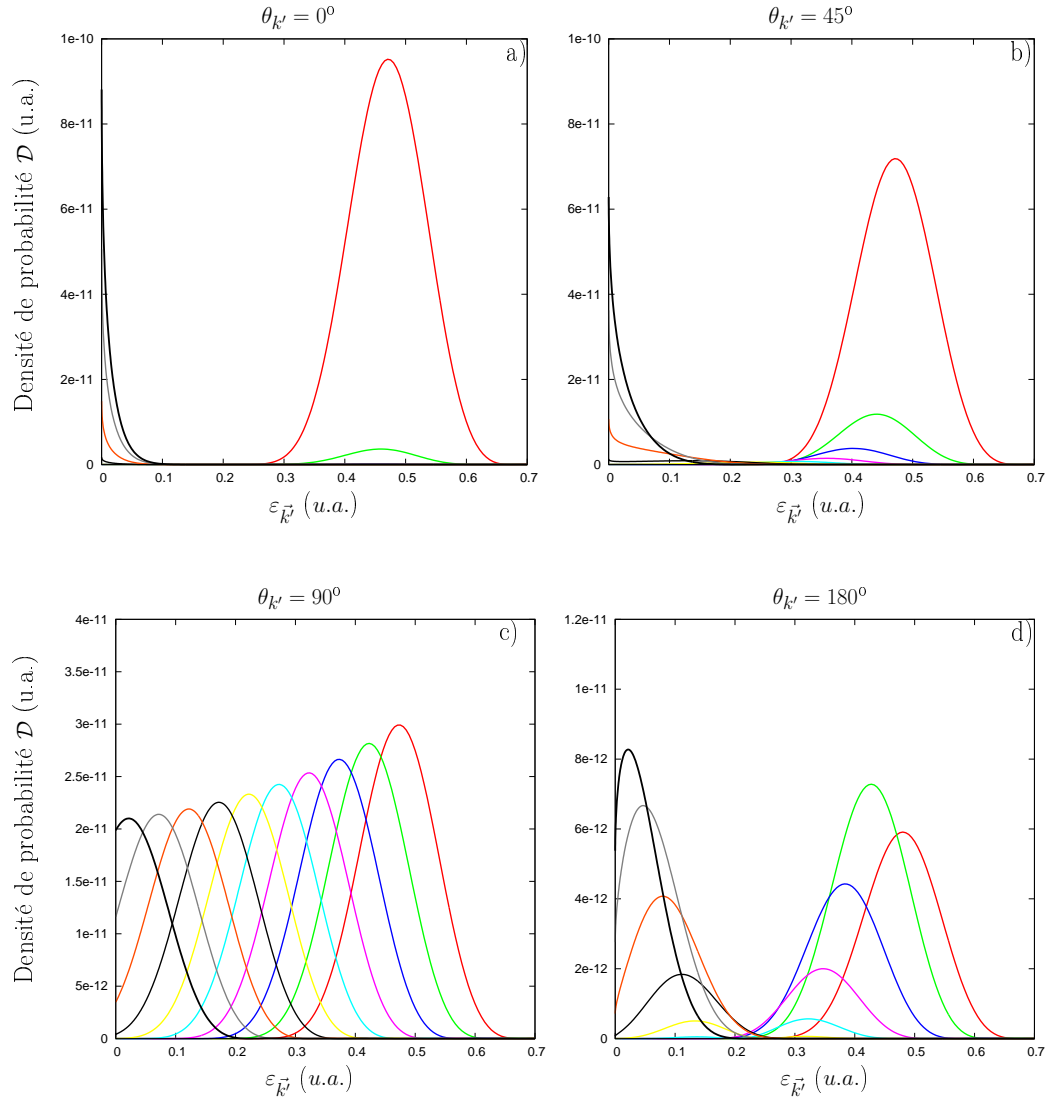 θ_{k'} = 0°
θ_{k'} = 45°
Densité de probabilité 𝒟 (u.a.)
1e-10
8e-11
6e-11
4e-11
2e-11
0
0 0.1 0.2 0.3 0.4 0.5 0.6 0.7
a)
ε_{\vec{k'}} (u.a.)
1e-10
8e-11
6e-11
4e-11
2e-11
0
0 0.1 0.2 0.3 0.4 0.5 0.6 0.7
b)
ε_{\vec{k'}} (u.a.)
θ_{k'} = 90°
θ_{k'} = 180°
Densité de probabilité 𝒟 (u.a.)
4e-11
3.5e-11
3e-11
2.5e-11
2e-11
1.5e-11
1e-11
5e-12
0
0 0.1 0.2 0.3 0.4 0.5 0.6 0.7
c)
ε_{\vec{k'}} (u.a.)
1.2e-11
1e-11
8e-12
6e-12
4e-12
2e-12
0
0 0.1 0.2 0.3 0.4 0.5 0.6 0.7
d)
ε_{\vec{k'}} (u.a.)